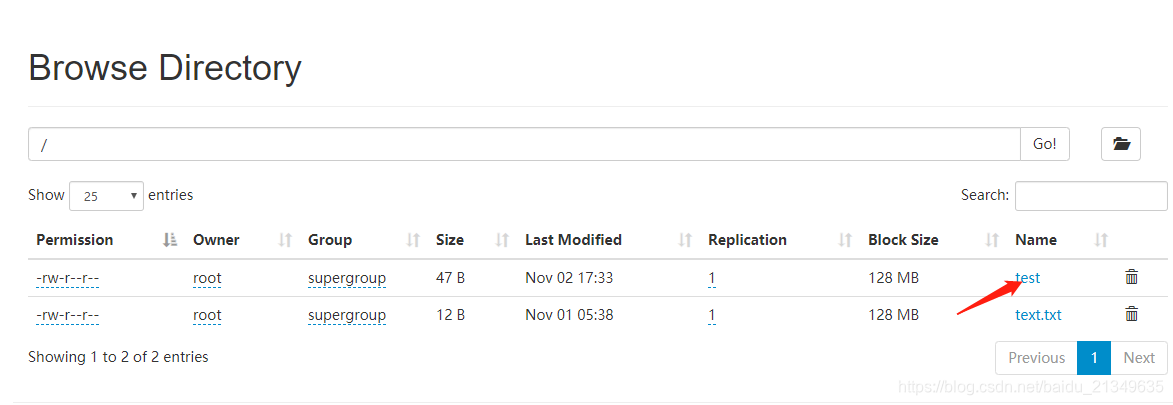 Browse Directory
/ Go!
Show 25 entries Search:
Permission Owner Group Size Last Modified Replication Block Size Name
-rw-r--r-- root supergroup 47 B Nov 02 17:33 1 128 MB test
-rw-r--r-- root supergroup 12 B Nov 01 05:38 1 128 MB text.txt
Showing 1 to 2 of 2 entries Previous 1 Next
https://blog.csdn.net/baidu_21349635